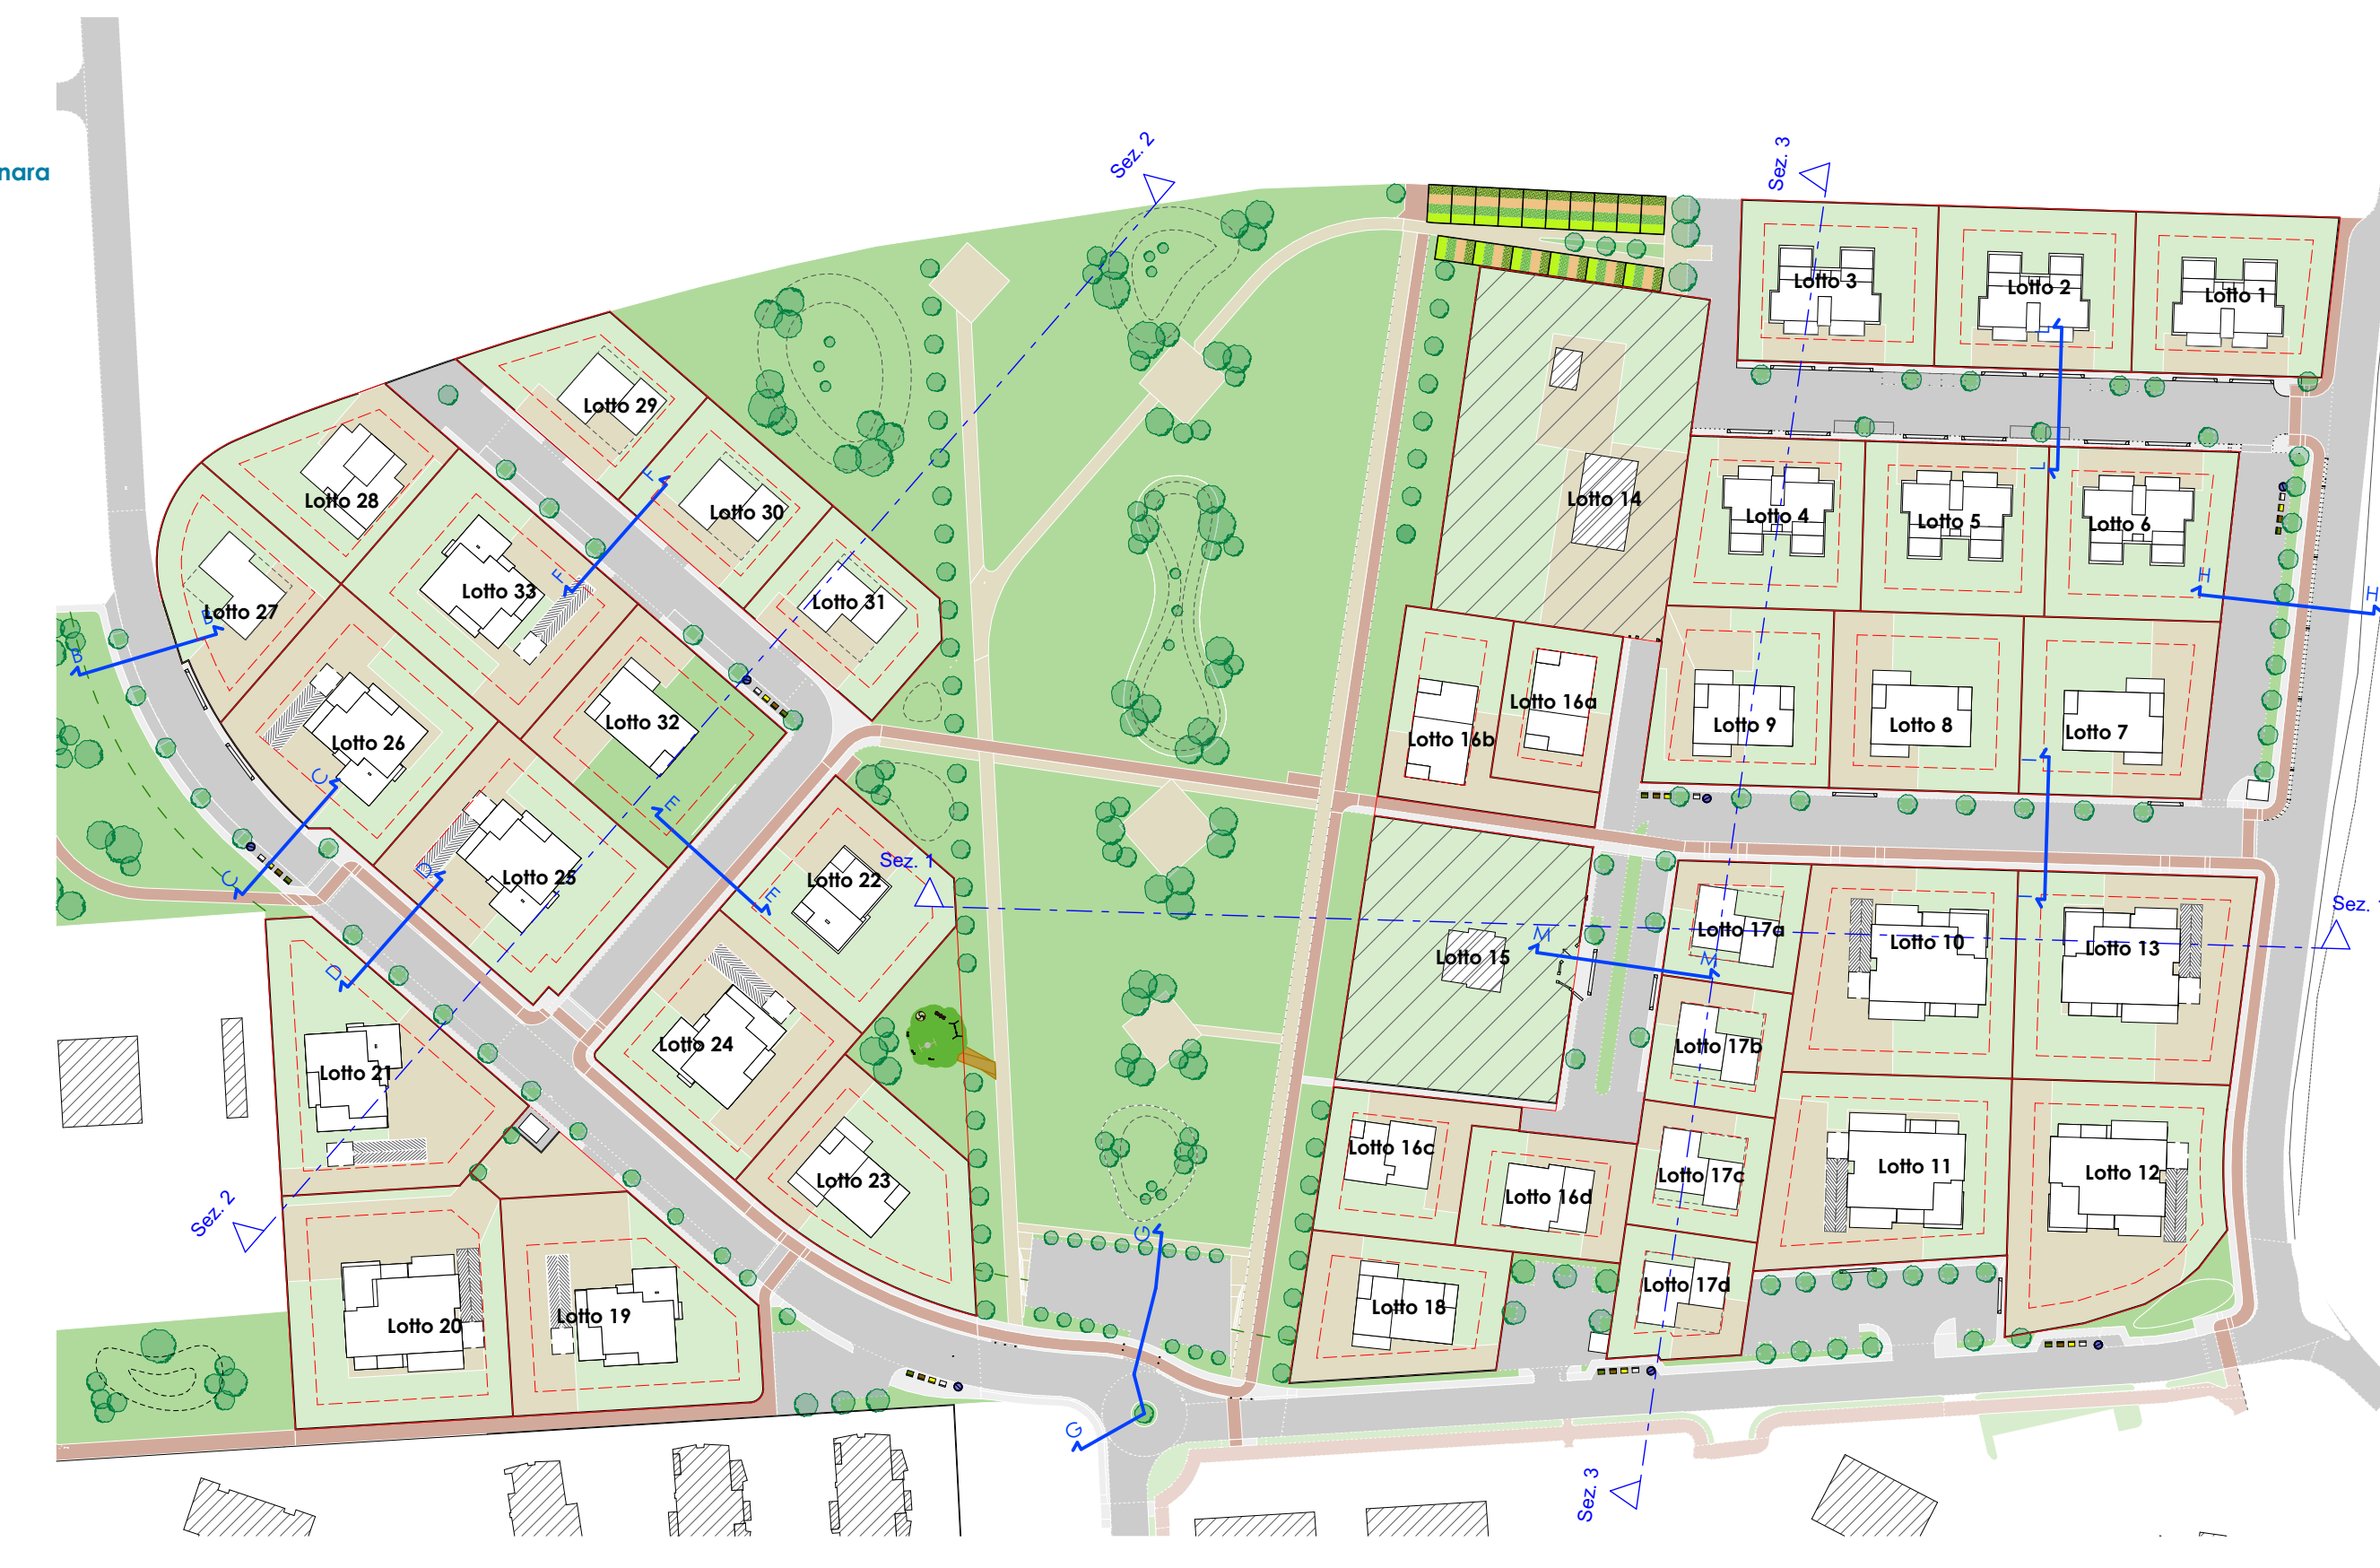 Sez. 2
Sez. 3
nara
Lotto 3
Lotto 2
Lotto 1
Lotto 29
Lotto 28
Lotto 30
Lotto 14
Lotto 4
Lotto 5
Lotto 6
F
L
L
Lotto 33
Lotto 31
Lotto 27
F
H
H
B
B
Lotto 32
Lotto 26
Lotto 16a
Lotto 16b
Lotto 9
Lotto 8
Lotto 7
C
E
I
Lotto 25
Lotto 22
Sez. 1
C
D
E
I
Sez. 1
Lotto 17a
Lotto 10
Lotto 13
Lotto 15
M
M
D
Lotto 24
Lotto 21
Lotto 17b
Lotto 23
Lotto 16c
Lotto 16d
Lotto 17c
Lotto 11
Lotto 12
Sez. 2
G
Lotto 20
Lotto 19
Lotto 18
Lotto 17d
G
Sez. 3